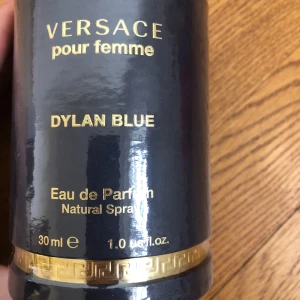 VERSACE
pour femme
DYLAN BLUE
Eau de Parfum
Natural Spray
30 ml e 1.0 fl.oz.